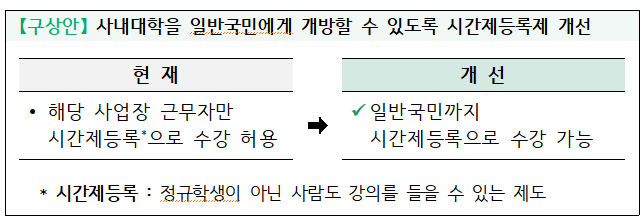 【구상안】 사내대학을 일반국민에게 개방할 수 있도록 시간제등록제 개선
현 재
개 선
• 해당 사업장 근무자만
시간제등록*으로 수강 허용
➡
✓일반국민까지
시간제등록으로 수강 가능
* 시간제등록 : 정규학생이 아닌 사람도 강의를 들을 수 있는 제도